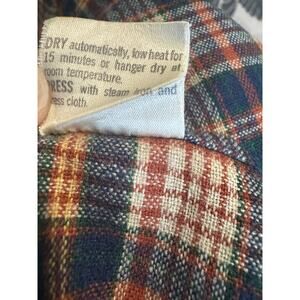 DRY automatically, low heat for
15 minutes or hanger dry at
room temperature.
PRESS with steam iron and
press cloth.